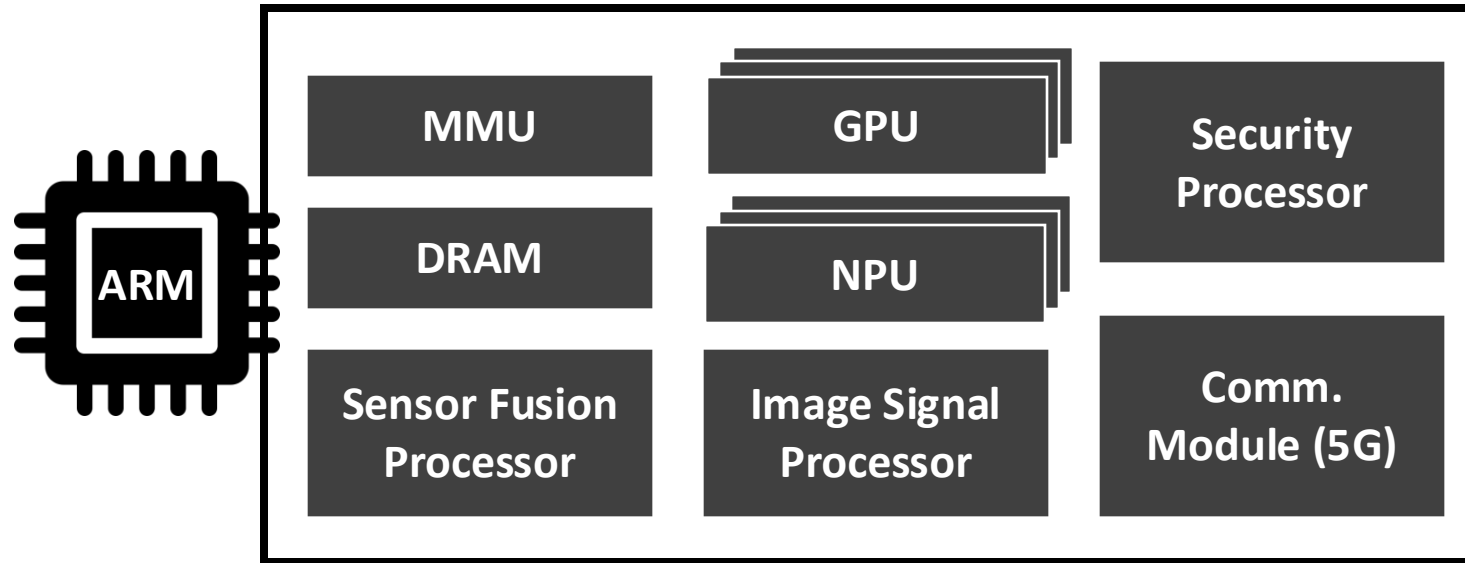 ARM
MMU
DRAM
Sensor Fusion
Processor
GPU
NPU
Image Signal
Processor
Security
Processor
Comm.
Module (5G)